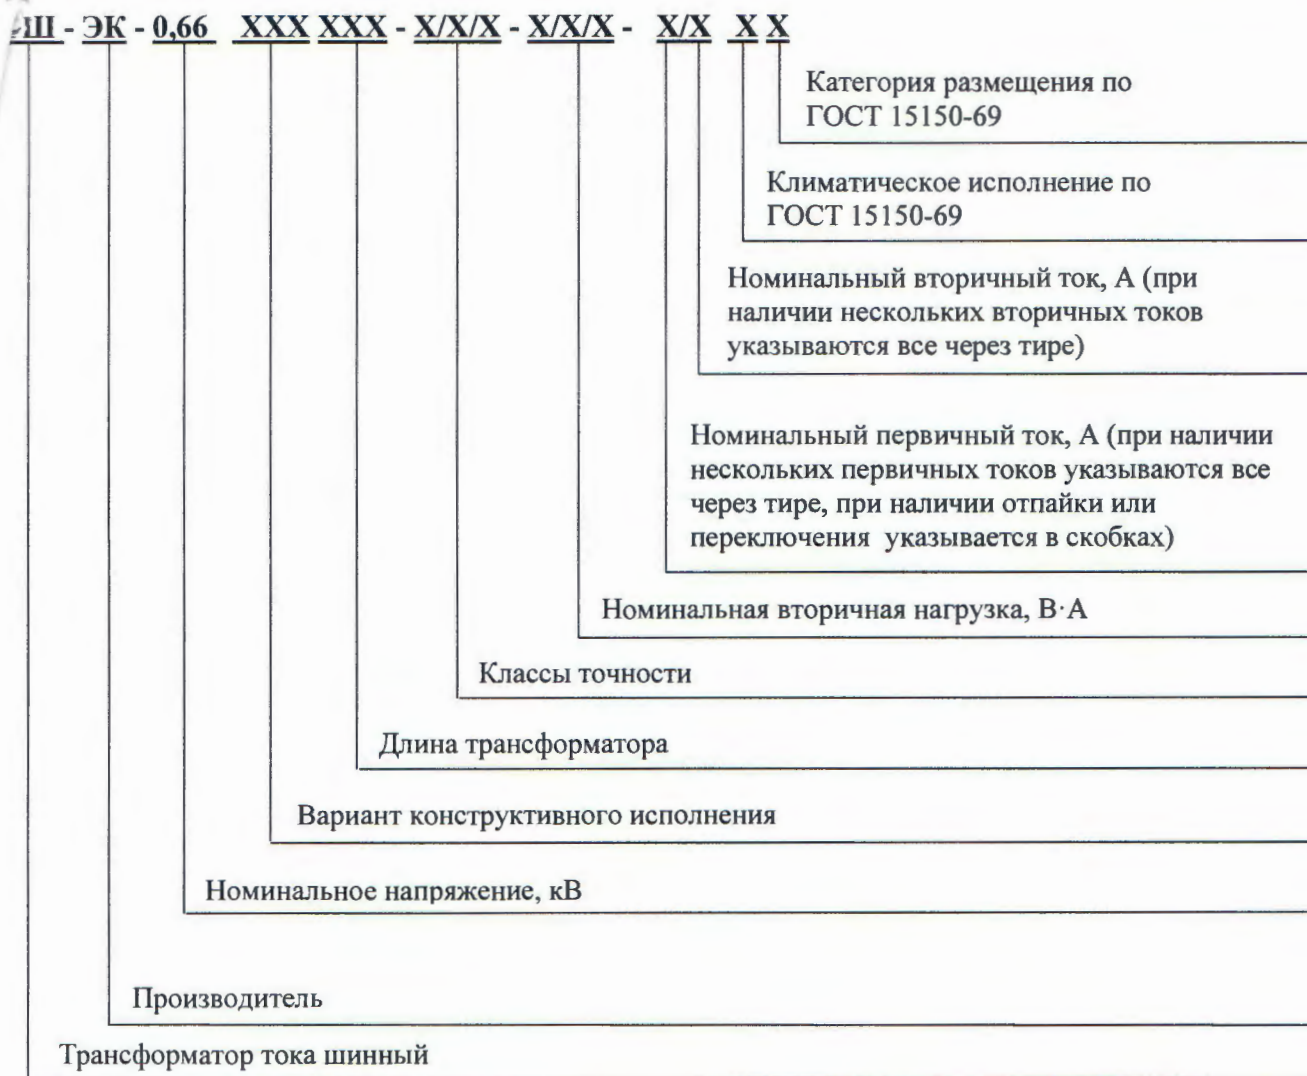 Ш - ЭК - 0,66 ХХХ ХХХ - Х/Х/Х - Х/Х/Х - Х/Х Х Х
Категория размещения по
ГОСТ 15150-69
Климатическое исполнение по
ГОСТ 15150-69
Номинальный вторичный ток, А (при
наличии нескольких вторичных токов
указываются все через тире)
Номинальный первичный ток, А (при наличии
нескольких первичных токов указываются все
через тире, при наличии отпайки или
переключения указывается в скобках)
Номинальная вторичная нагрузка, В·А
Классы точности
Длина трансформатора
Вариант конструктивного исполнения
Номинальное напряжение, кВ
Производитель
Трансформатор тока шинный